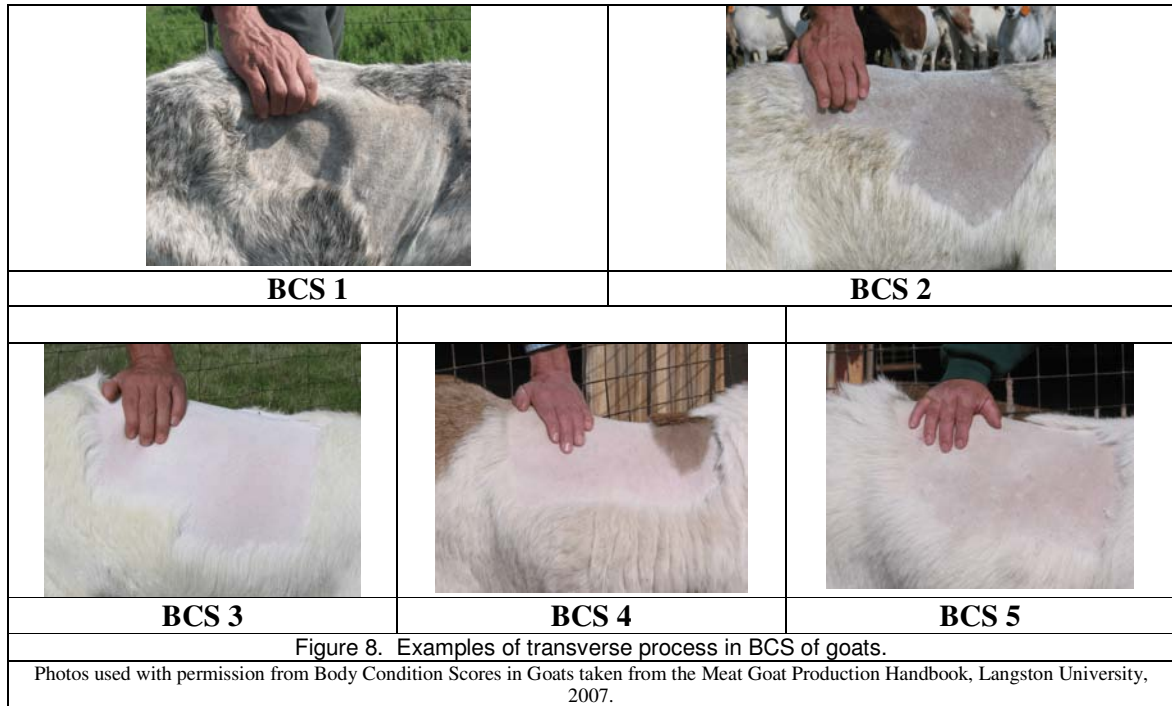 BCS 1
BCS 2
BCS 3
BCS 4
BCS 5
Figure 8. Examples of transverse process in BCS of goats.
Photos used with permission from Body Condition Scores in Goats taken from the Meat Goat Production Handbook, Langston University,
2007.